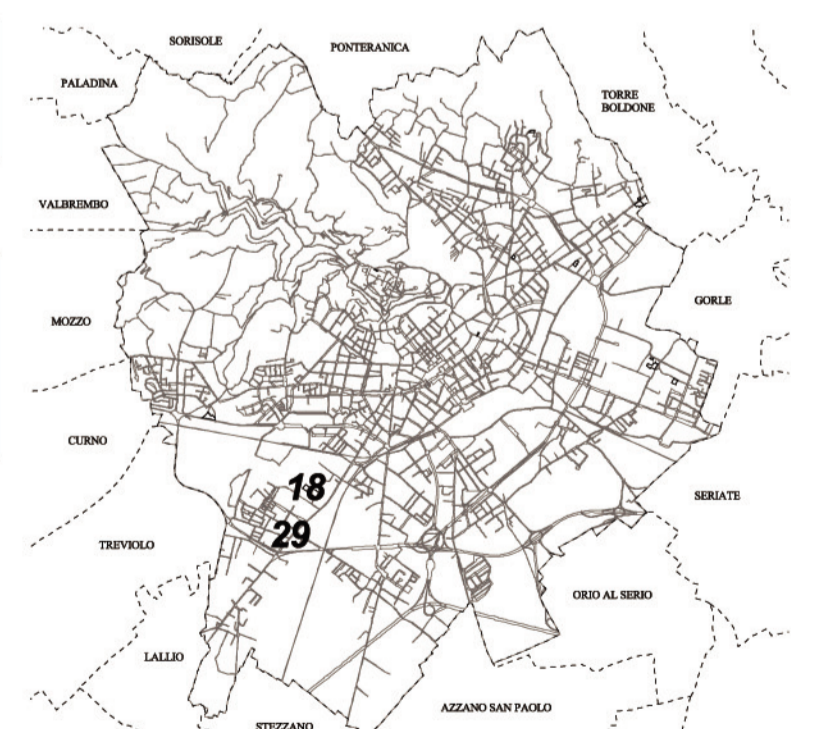 SORISOLE
PONTERANICA
PALADINA
TORRE
BOLDONE
VALBREMBO
GORLE
MOZZO
CURNO
18
SERIATE
29
TREVIOLO
ORIO AL SERIO
LALLIO
AZZANO SAN PAOLO
STEZZANO